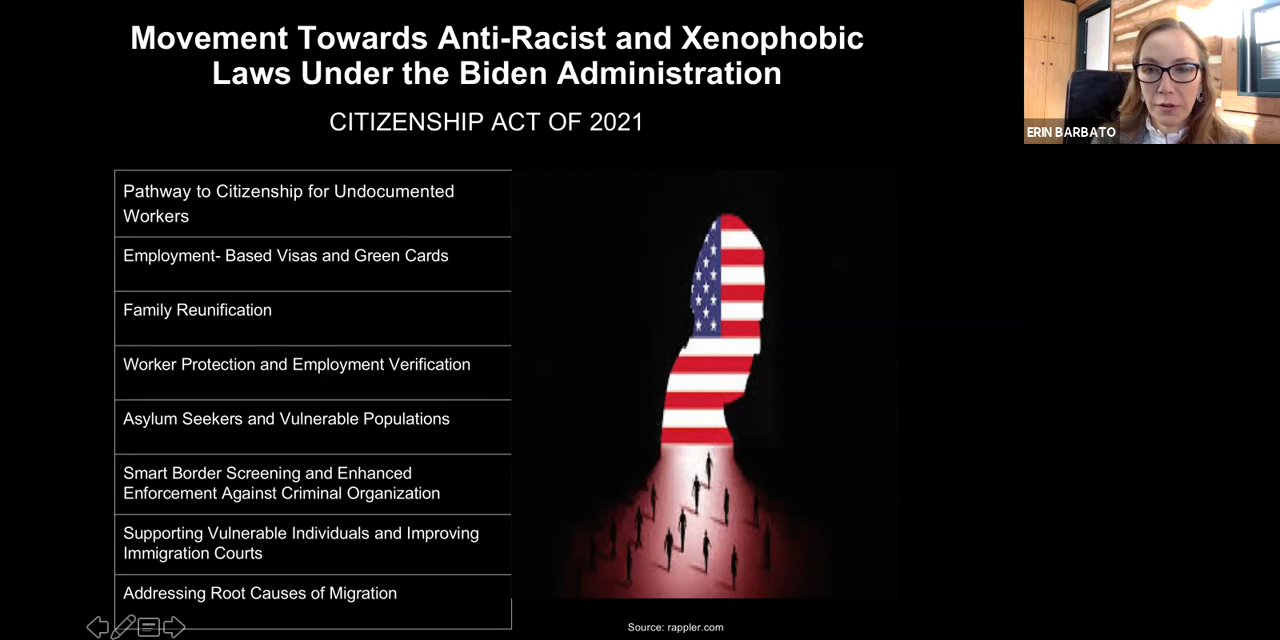 Movement Towards Anti-Racist and Xenophobic
Laws Under the Biden Administration
CITIZENSHIP ACT OF 2021
Pathway to Citizenship for Undocumented
Workers
Employment- Based Visas and Green Cards
Family Reunification
Worker Protection and Employment Verification
Asylum Seekers and Vulnerable Populations
Smart Border Screening and Enhanced
Enforcement Against Criminal Organization
Supporting Vulnerable Individuals and Improving
Immigration Courts
Addressing Root Causes of Migration
Source: rappler.com
ERIN BARBATO